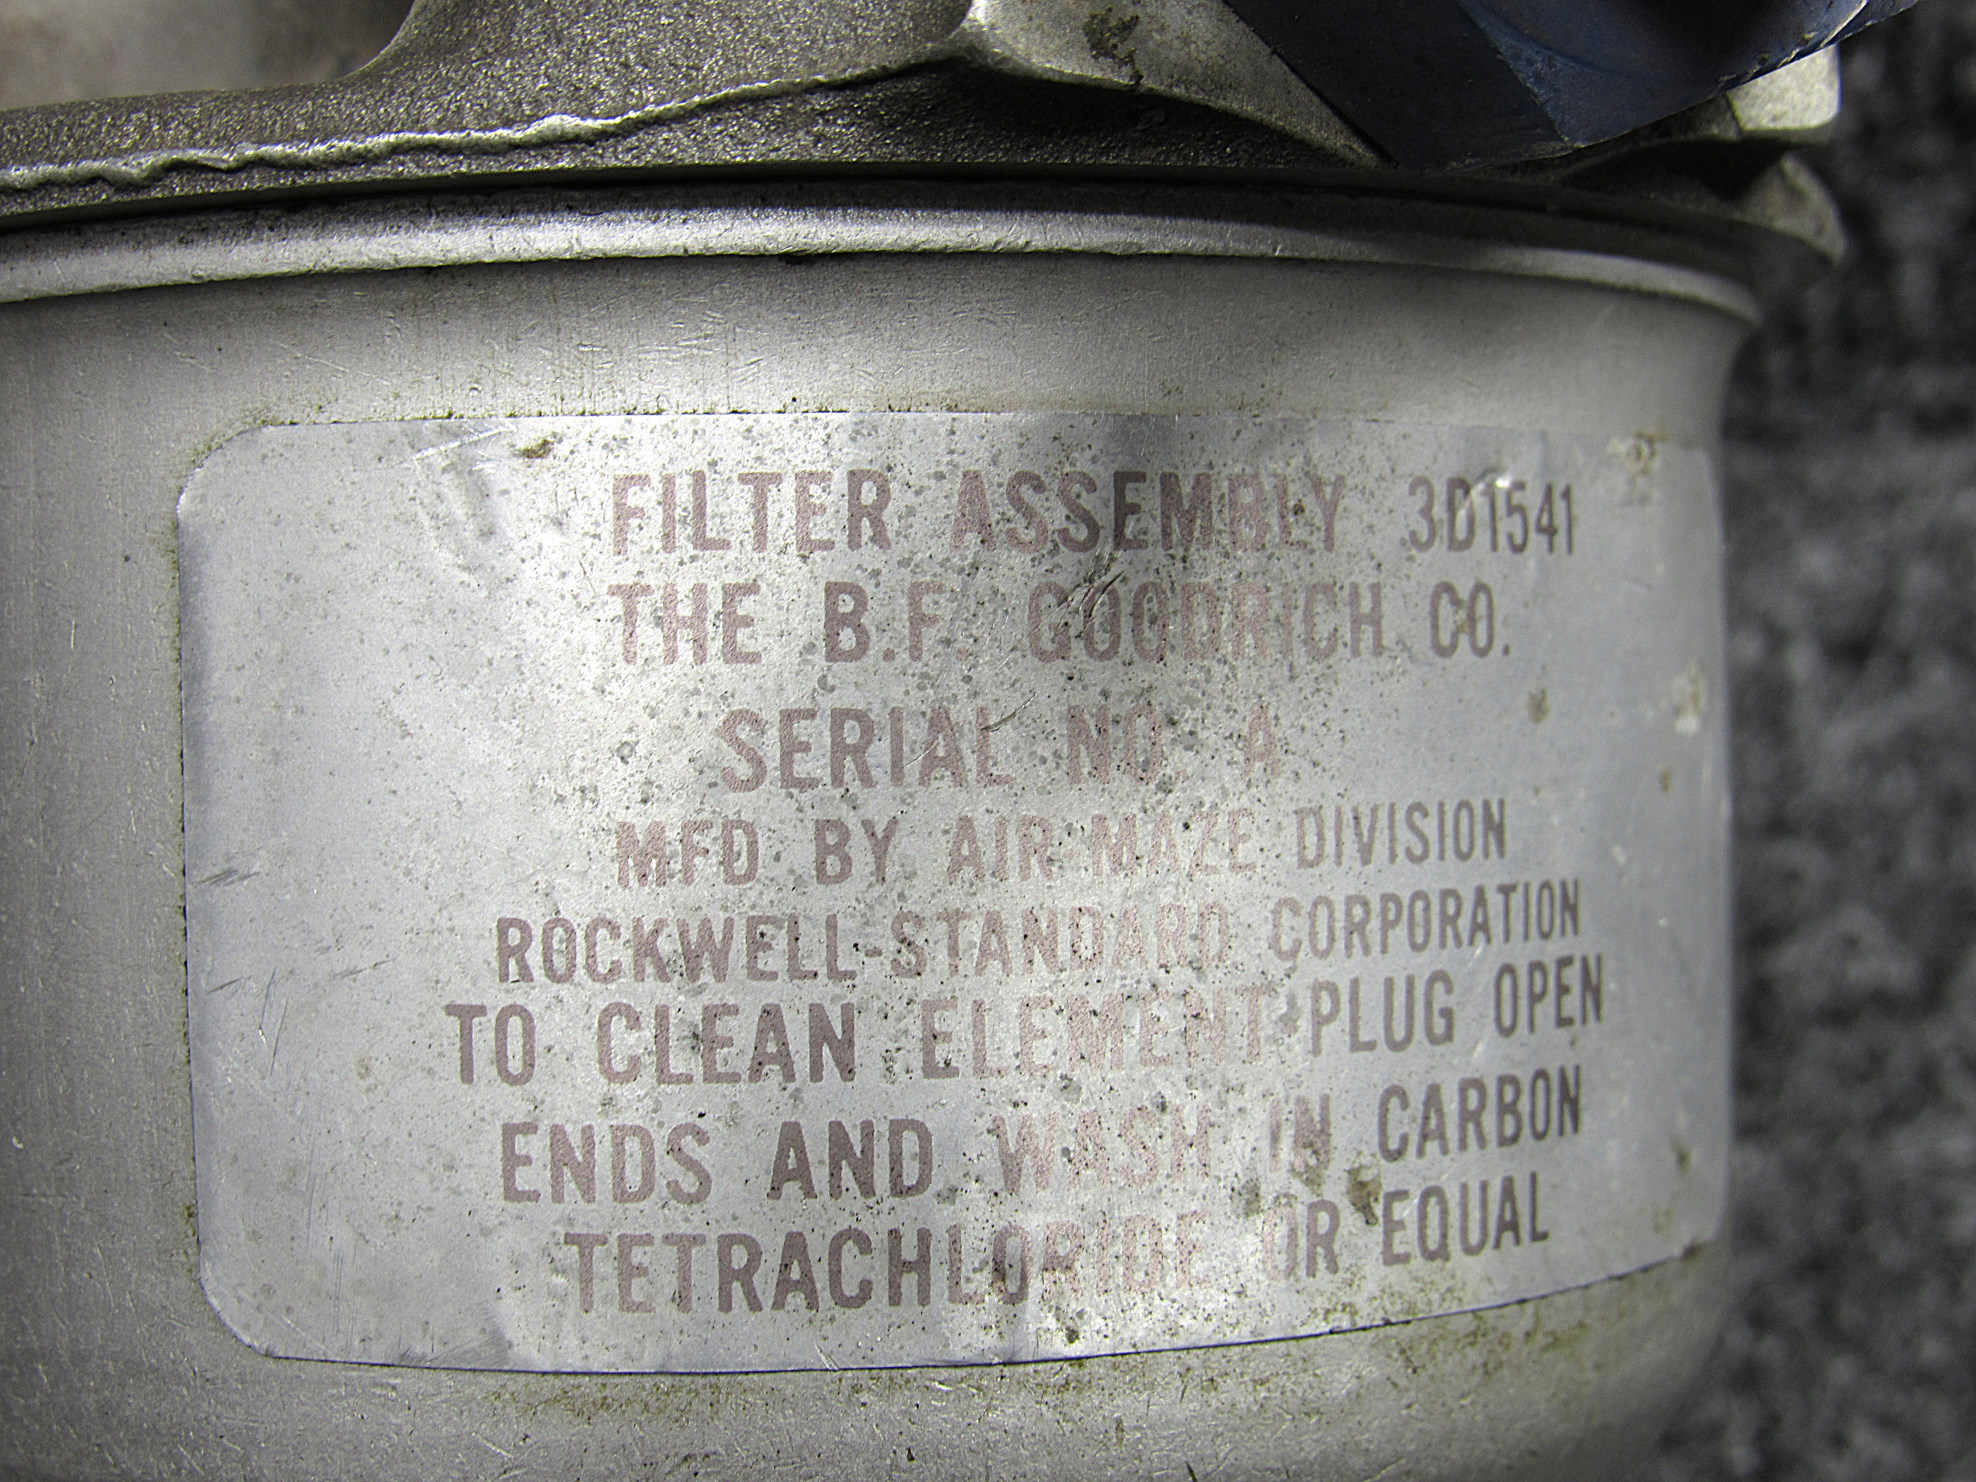 FILTER ASSEMBLY 3D1541
THE B.F. GOODRICH CO.
SERIAL NO. A
MFD BY AIR-MAZE DIVISION
ROCKWELL-STANDARD CORPORATION
TO CLEAN ELEMENT PLUG OPEN
ENDS AND WASH IN CARBON
TETRACHLORIDE OR EQUAL